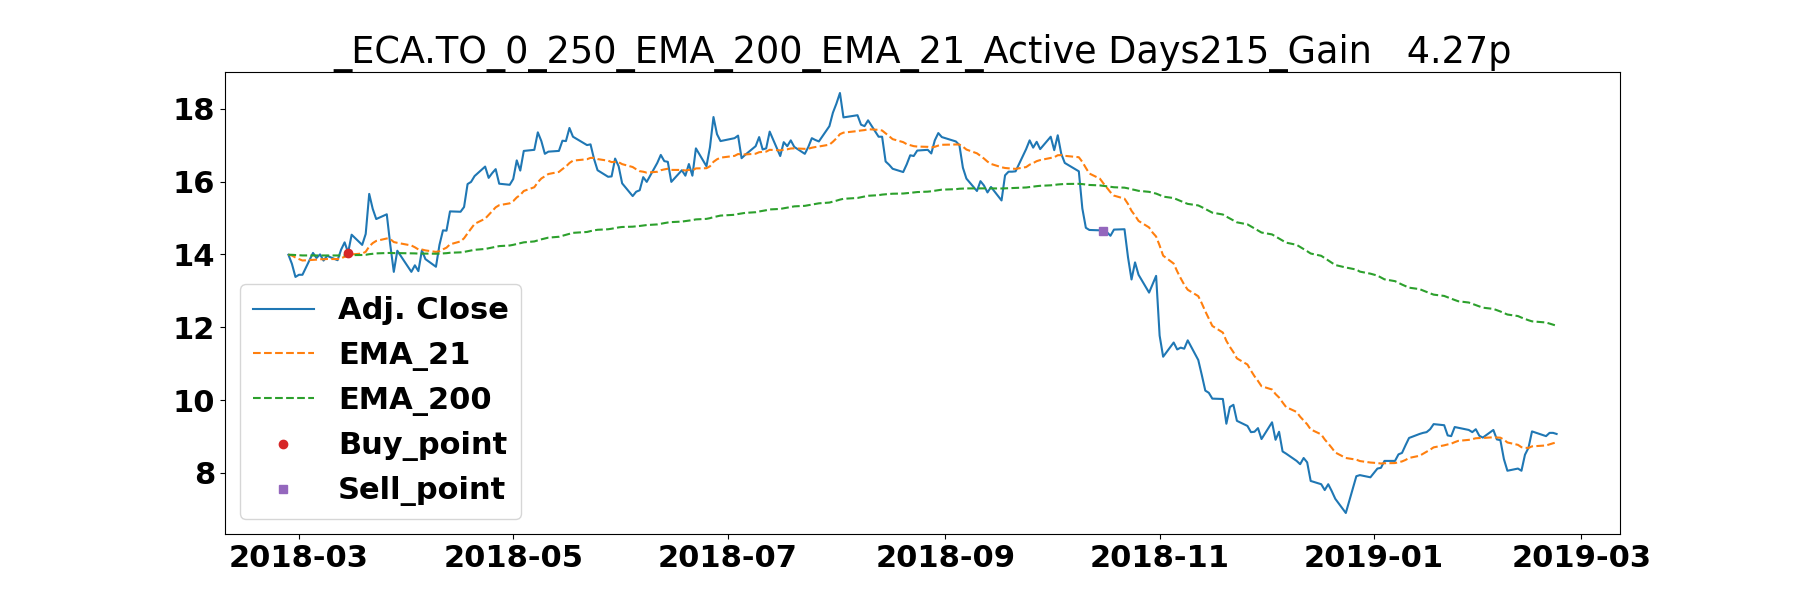 _ECA.TO_0_250_EMA_200_EMA_21_Active Days215_Gain   4.27p
18
16
14
12
10
8
Adj. Close
EMA_21
EMA_200
Buy_point
Sell_point
2018-03 2018-05 2018-07 2018-09 2018-11 2019-01 2019-03